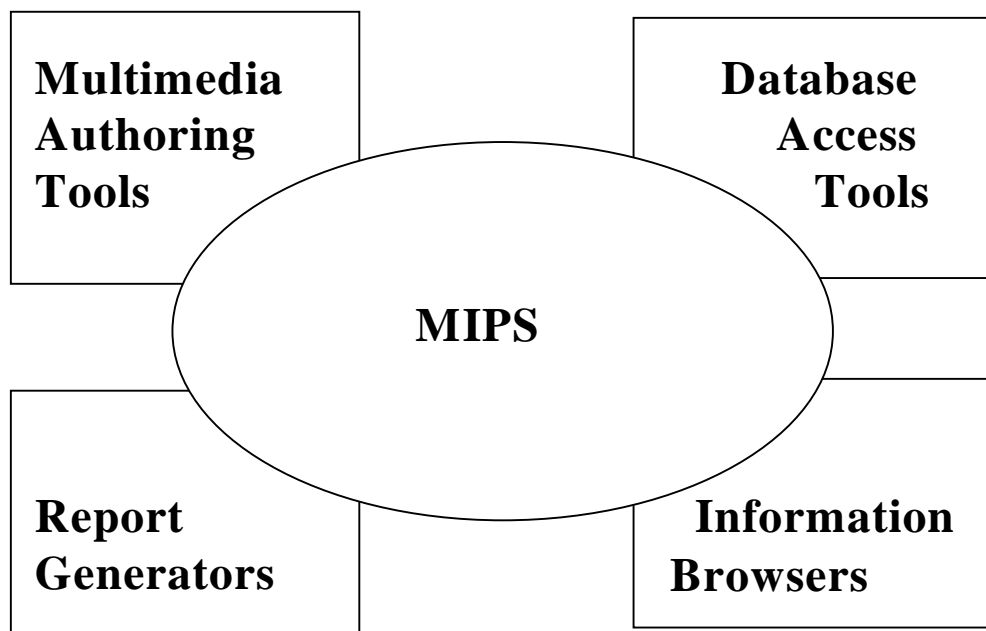 Multimedia
Authoring
Tools
Database
Access
Tools
MIPS
Report
Generators
Information
Browsers